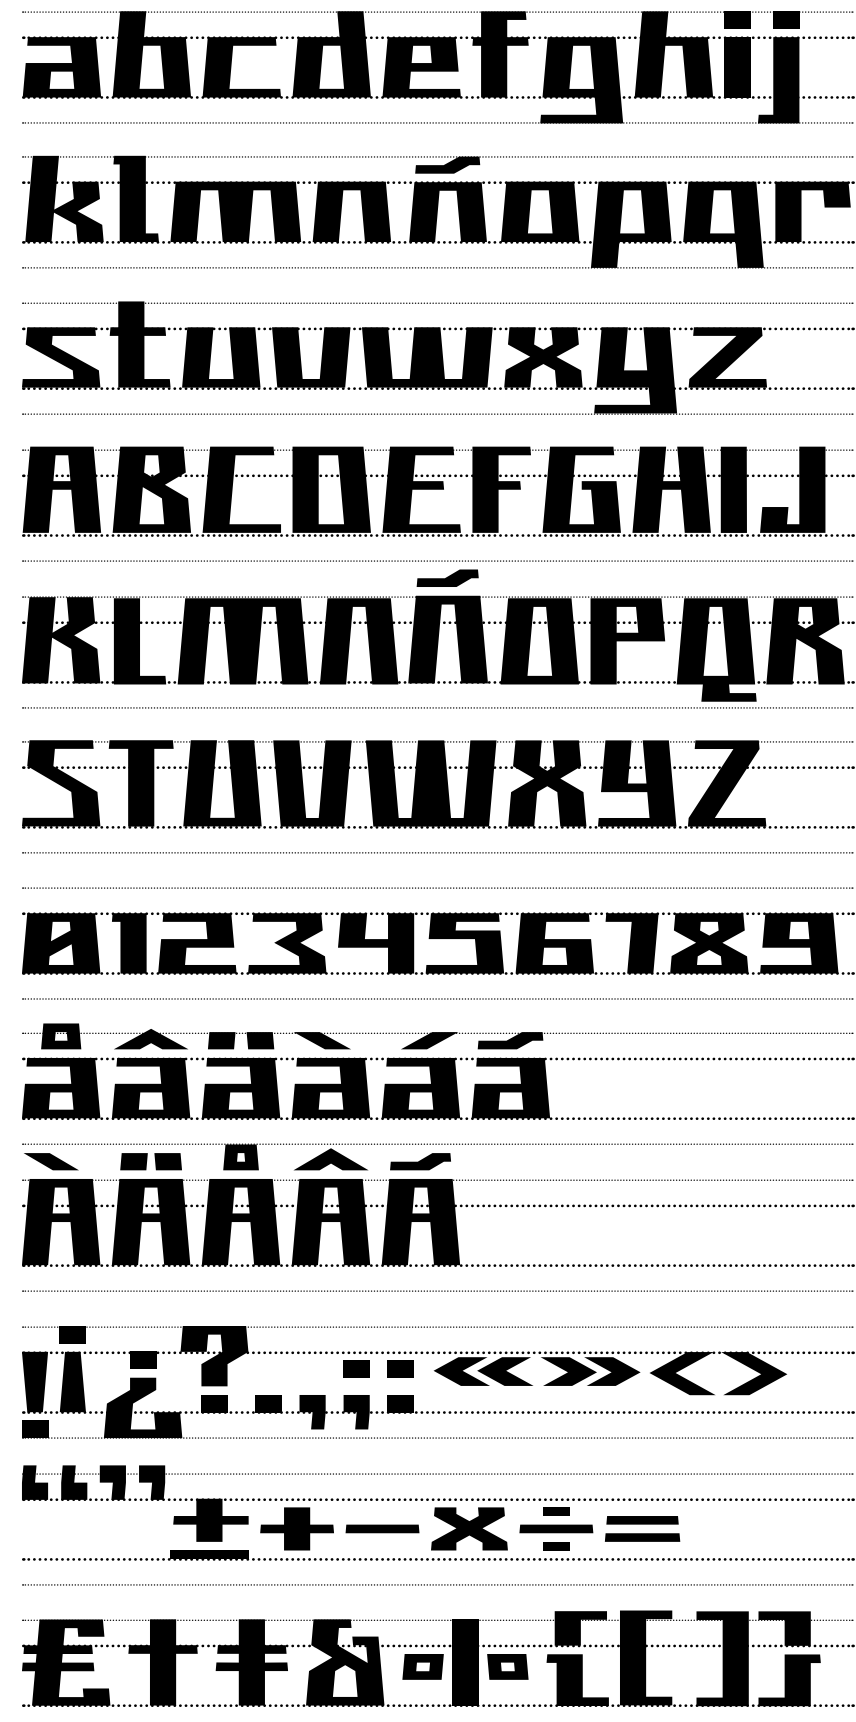 abcdefghij
klmnñopqr
stuvwxyz
ABCDEFGHIJ
KLMNÑOPQR
STUVWXYZ
0123456789
åâäàáã
ÀÄÅÂÃ
!¡¿?.,;:«»<>
“”±+−×÷=
€†‡&%{[]}